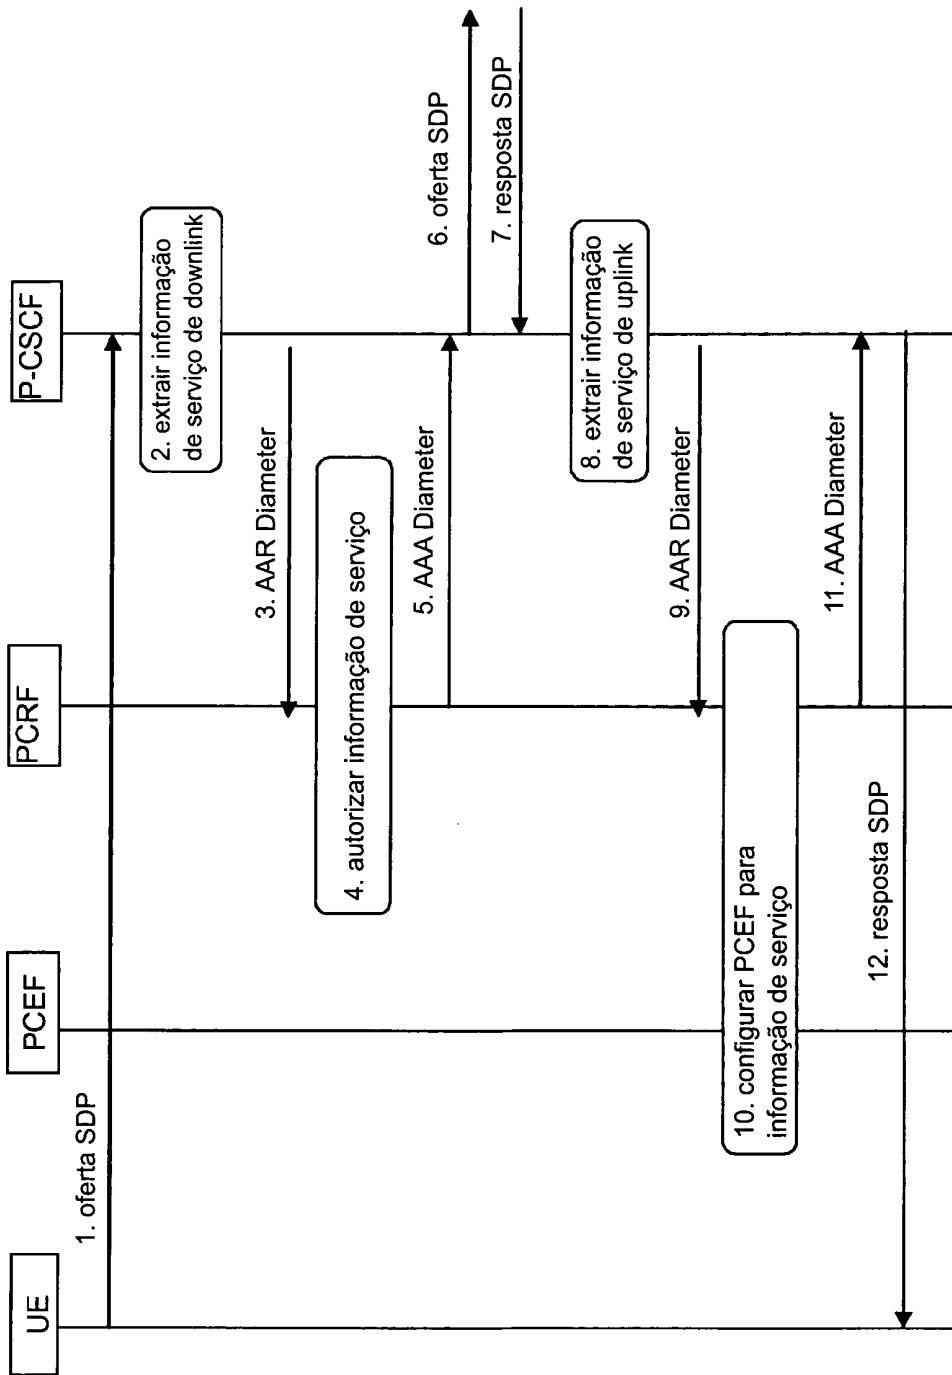 UE
PCEF
PCRF
P-CSCF
1. oferta SDP
2. extrair informação
de serviço de downlink
3. AAR Diameter
4. autorizar informação de serviço
5. AAA Diameter
6. oferta SDP
7. resposta SDP
8. extrair informação
de serviço de uplink
9. AAR Diameter
10. configurar PCEF para
informação de serviço
11. AAA Diameter
12. resposta SDP